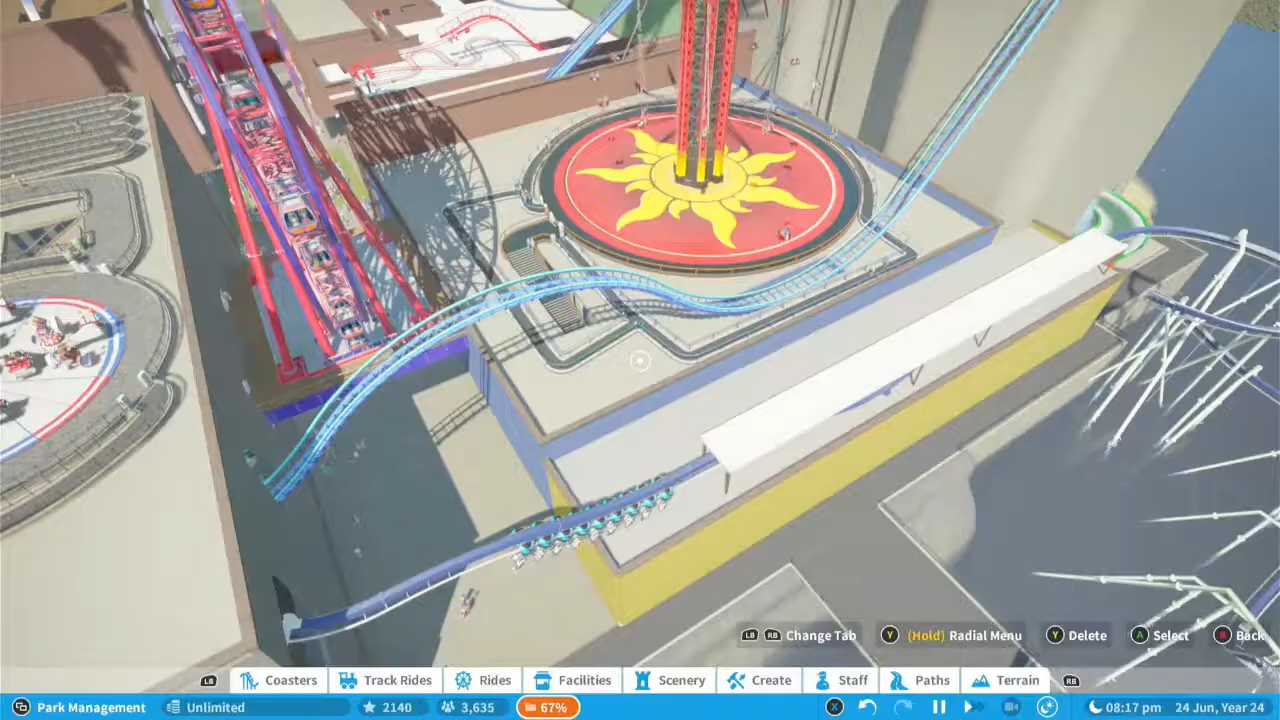 LB RB Change Tab Y (Hold) Radial Menu Y Delete A Select B Back
LB Coasters Track Rides Rides Facilities Scenery Create Staff Paths Terrain RB
Park Management Unlimited 2140 3,635 67% X 08:17 pm 24 Jun, Year 24